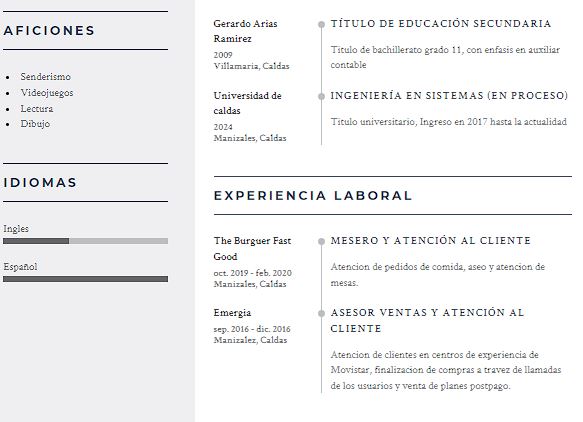 AFICIONES
Senderismo
Videojuegos
Lectura
Dibujo
IDIOMAS
Ingles
Español
Gerardo Arias
Ramirez
2009
Villamaria, Caldas
TÍTULO DE EDUCACIÓN SECUNDARIA
Titulo de bachillerato grado 11, con enfasis en auxiliar
contable
Universidad de
caldas
2024
Manizales, Caldas
INGENIERÍA EN SISTEMAS (EN PROCESO)
Titulo universitario, Ingreso en 2017 hasta la actualidad
EXPERIENCIA LABORAL
The Burguer Fast
Good
oct. 2019 - feb. 2020
Manizales, Caldas
MESERO Y ATENCIÓN AL CLIENTE
Atencion de pedidos de comida, aseo y atencion de
mesas.
Emergia
sep. 2016 - dic. 2016
Manizalez, Caldas
ASESOR VENTAS Y ATENCIÓN AL
CLIENTE
Atencion de clientes en centros de experiencia de
Movistar, finalizacion de compras a travez de llamadas
de los usuarios y venta de planes postpago.